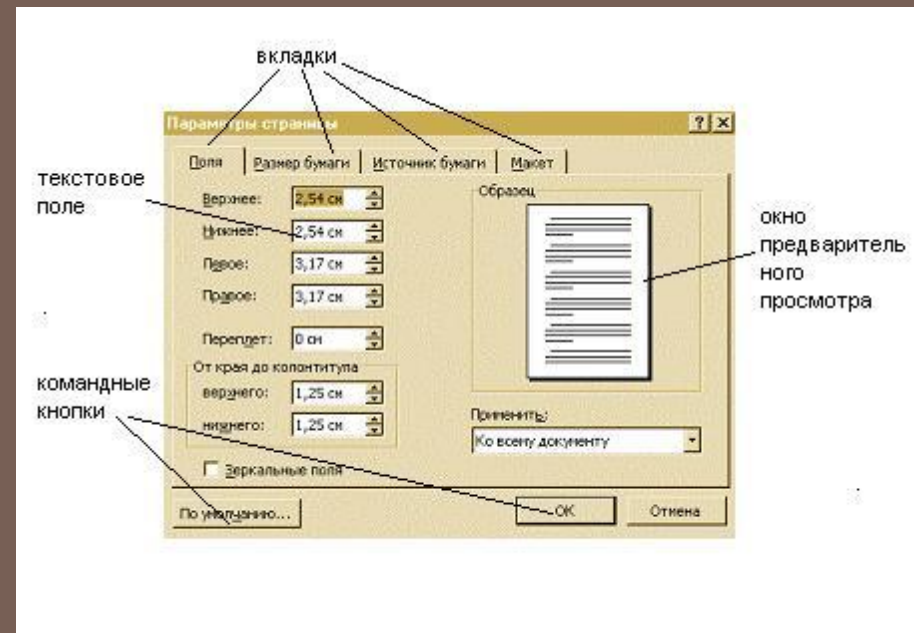 вкладки
Параметры страницы
Поля Размер бумаги Источник бумаги Макет
текстовое
поле
Верхнее: 2,54 см
Нижнее: 2,54 см
Левое: 3,17 см
Правое: 3,17 см
Переплет: 0 см
От края до колонтитула
верхнего: 1,25 см
нижнего: 1,25 см
Зеркальные поля
Образец
окно
предваритель
ного
просмотра
Применить:
Ко всему документу
командные
кнопки
По умолчанию... ОК Отмена